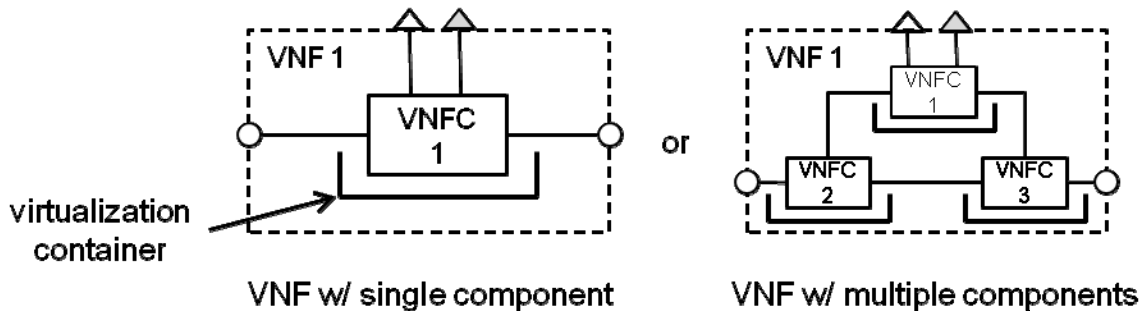 VNF 1
VNFC
1
virtualization
container
VNF w/ single component
or
VNF 1
VNFC
1
VNFC
2
VNFC
3
VNF w/ multiple components